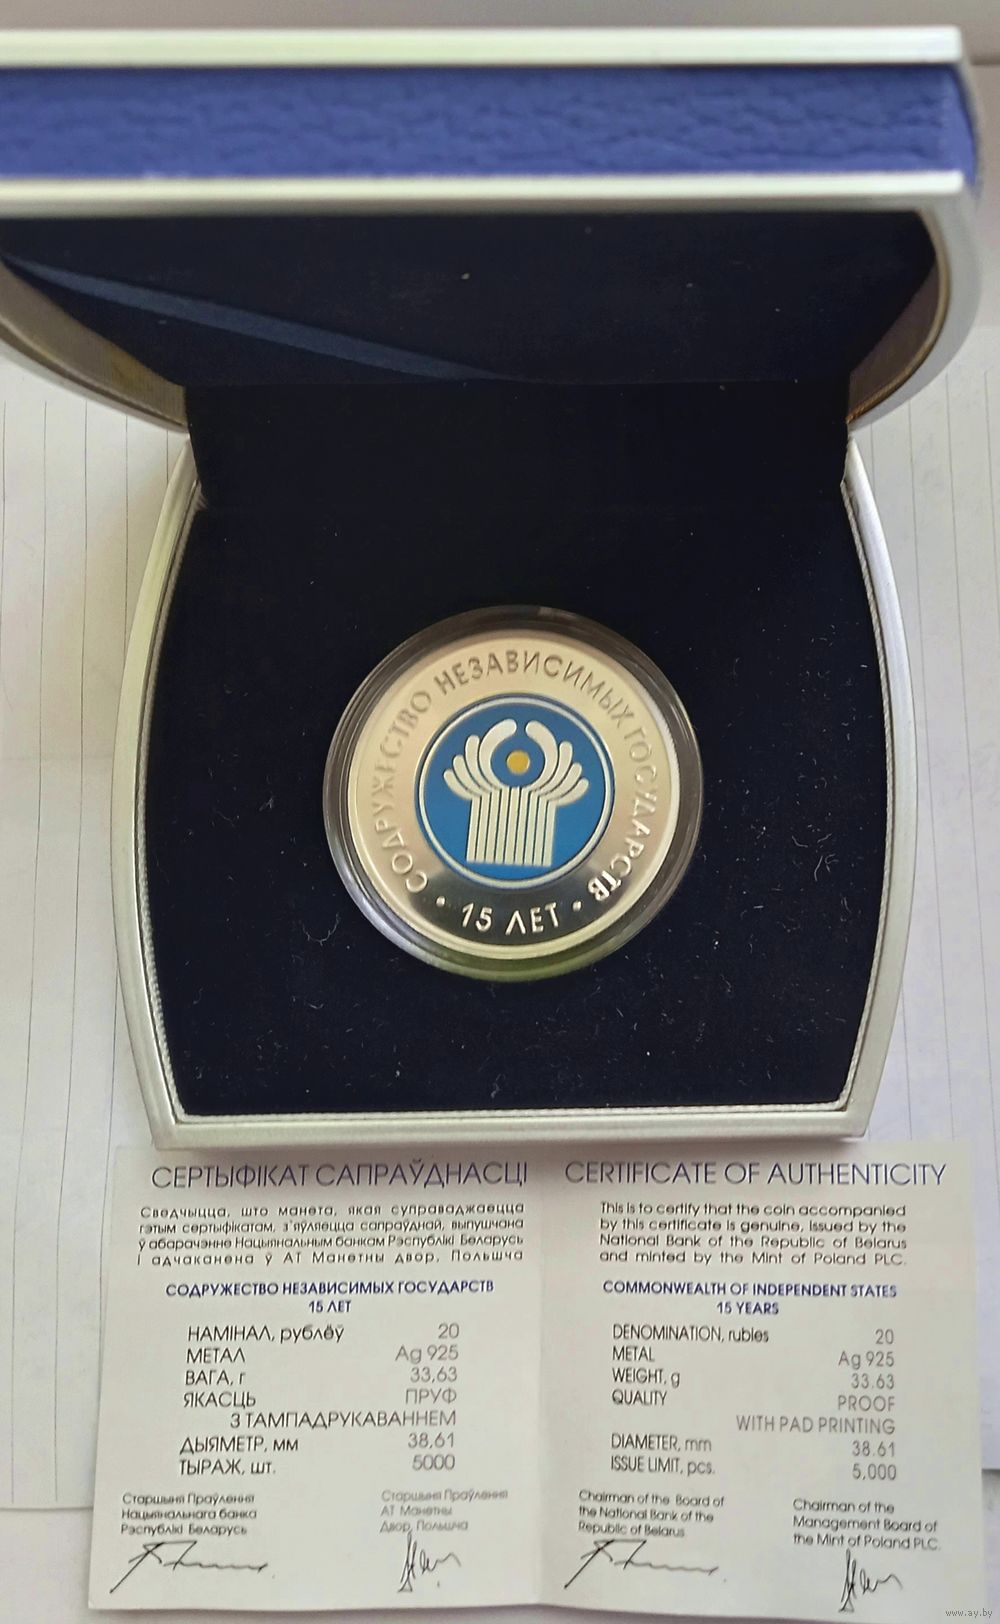 СОДРУЖЕСТВО НЕЗАВИСИМЫХ ГОСУДАРСТВ
• 15 ЛЕТ •
СЕРТЫФІКАТ САПРАЎДНАСЦІ
Сведчыцца, што манета, якая суправаджаецца
гэтым сертыфікатам, з'яўляецца сапраўднай, выпушчана
ў абарачэнне Нацыянальным банкам Рэспублікі Беларусь
і адчаканена ў АТ Манетны двор, Польшча
СОДРУЖЕСТВО НЕЗАВИСИМЫХ ГОСУДАРСТВ
15 ЛЕТ
НАМІНАЛ, рублёў 20
МЕТАЛ Ag 925
ВАГА, г 33,63
ЯКАСЦЬ ПРУФ
З ТАМПАДРУКАВАННЕМ
ДЫЯМЕТР, мм 38,61
ТЫРАЖ, шт. 5000
Старшыня Праўлення
Нацыянальнага банка
Рэспублікі Беларусь
Старшыня Праўлення
АТ Манетны
Двор, Польшча
CERTIFICATE OF AUTHENTICITY
This is to certify that the coin accompanied
by this certificate is genuine, issued by the
National Bank of the Republic of Belarus
and minted by the Mint of Poland PLC.
COMMONWEALTH OF INDEPENDENT STATES
15 YEARS
DENOMINATION, rubles 20
METAL Ag 925
WEIGHT, g 33.63
QUALITY PROOF
WITH PAD PRINTING
DIAMETER, mm 38.61
ISSUE LIMIT, pcs. 5,000
Chairman of the Board of
the National Bank of the
Republic of Belarus
Chairman of the
Management Board of
the Mint of Poland PLC.
www.ay.by